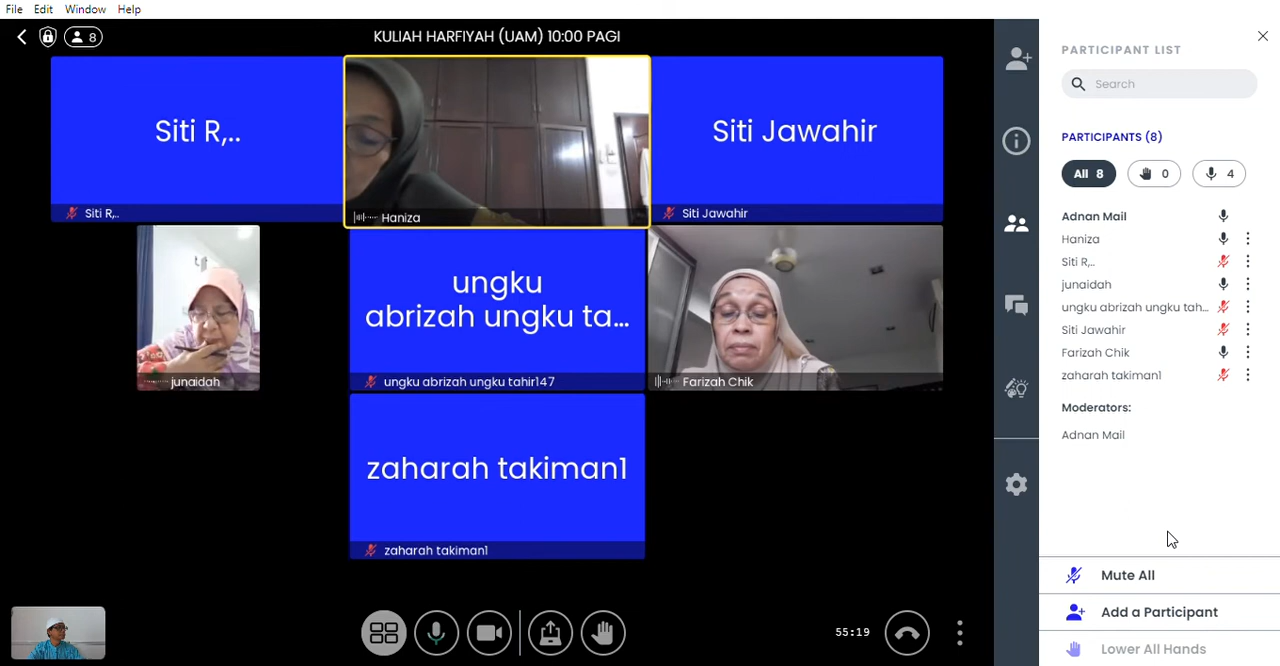 File Edit Window Help
8
KULIAH HARFIYAH (UAM) 10:00 PAGI
Siti R,..
Siti R,..
Haniza
Siti Jawahir
Siti Jawahir
junaidah
ungku
abrizah ungku ta...
ungku abrizah ungku tahir147
Farizah Chik
zaharah takiman1
zaharah takiman1
55:19
PARTICIPANT LIST
Search
PARTICIPANTS (8)
All 8
0
4
Adnan Mail
Haniza
Siti R,..
junaidah
ungku abrizah ungku tah...
Siti Jawahir
Farizah Chik
zaharah takiman1
Moderators:
Adnan Mail
Mute All
Add a Participant
Lower All Hands